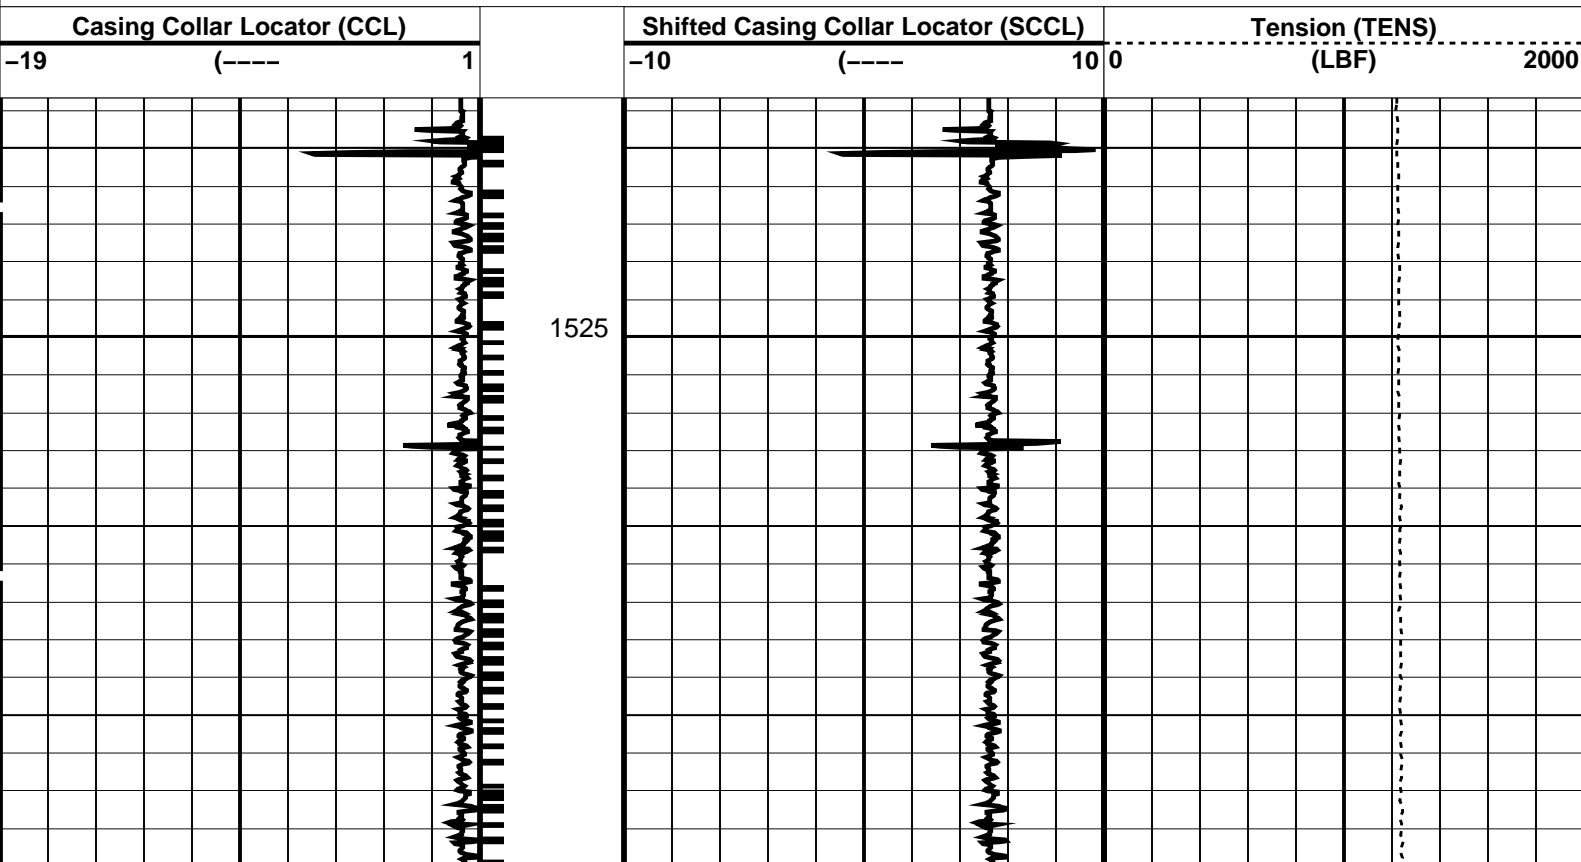 Casing Collar Locator (CCL)
−19 (−−−− 1
Shifted Casing Collar Locator (SCCL)
−10 (−−−− 10
Tension (TENS)
0 (LBF) 2000
1525